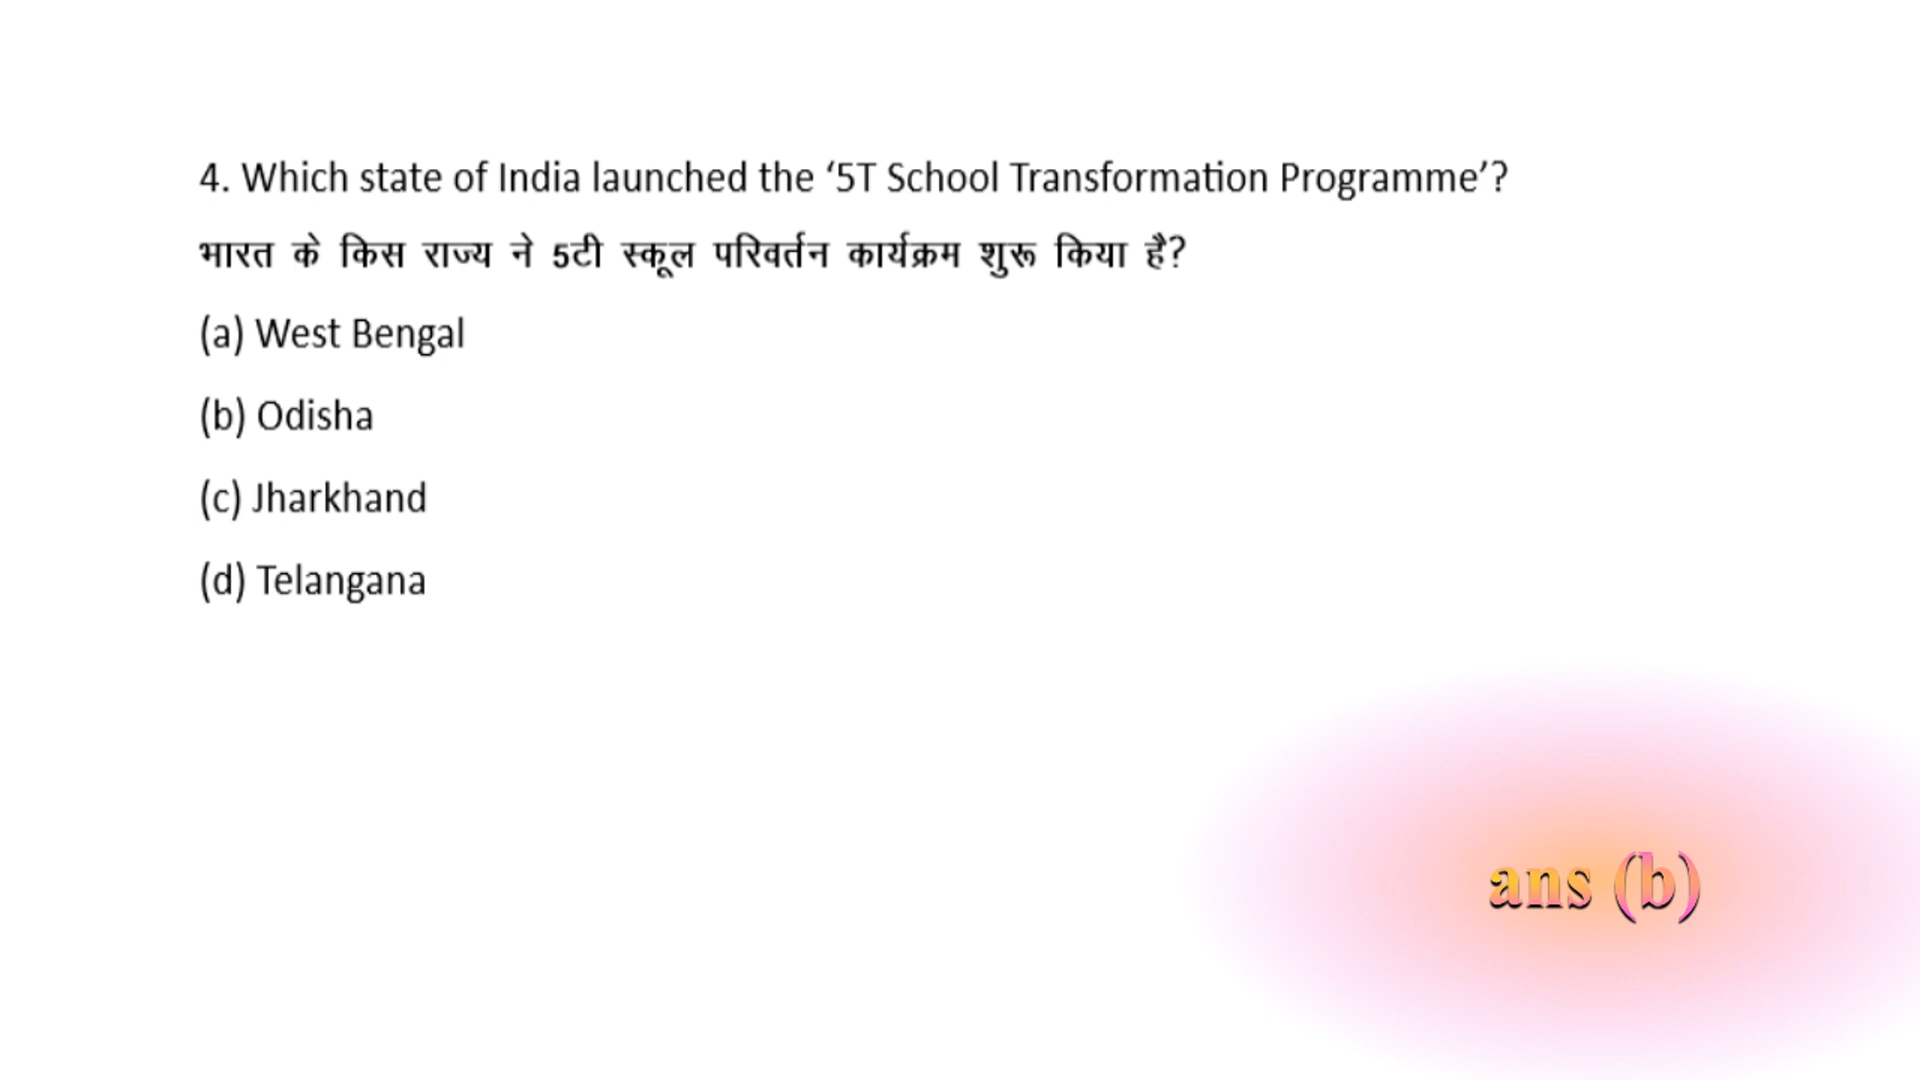 4. Which state of India launched the ‘5T School Transformation Programme’?
भारत के किस राज्य ने 5टी स्कूल परिवर्तन कार्यक्रम शुरू किया है?
(a) West Bengal
(b) Odisha
(c) Jharkhand
(d) Telangana
ans (b)